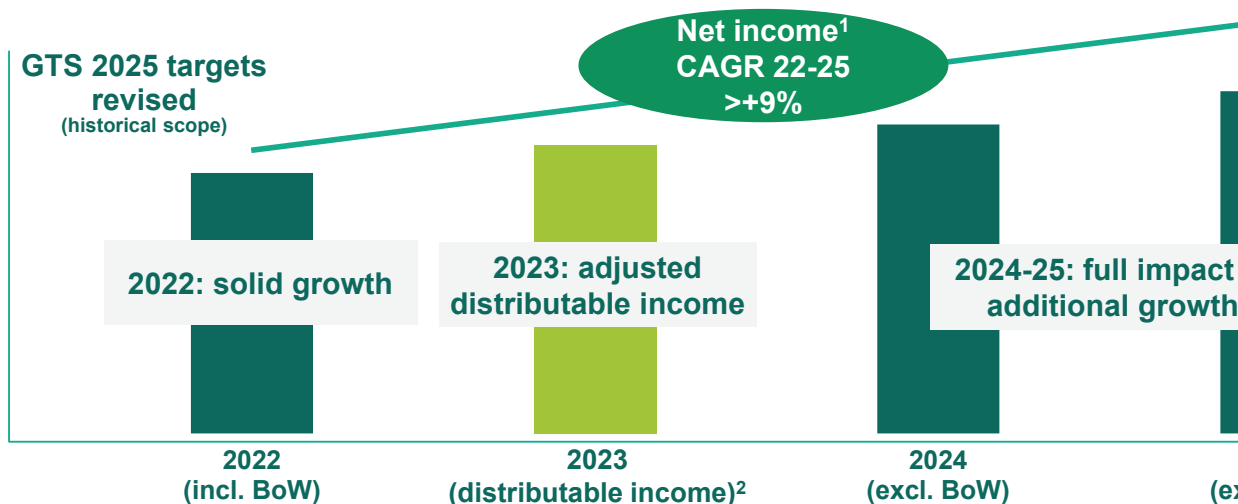 GTS 2025 targets
revised
(historical scope)
Net income¹
CAGR 22-25
>+9%
2022: solid growth
2023: adjusted
distributable income
2024-25: full impact
additional growth
2022
(incl. BoW)
2023
(distributable income)²
2024
(excl. BoW)